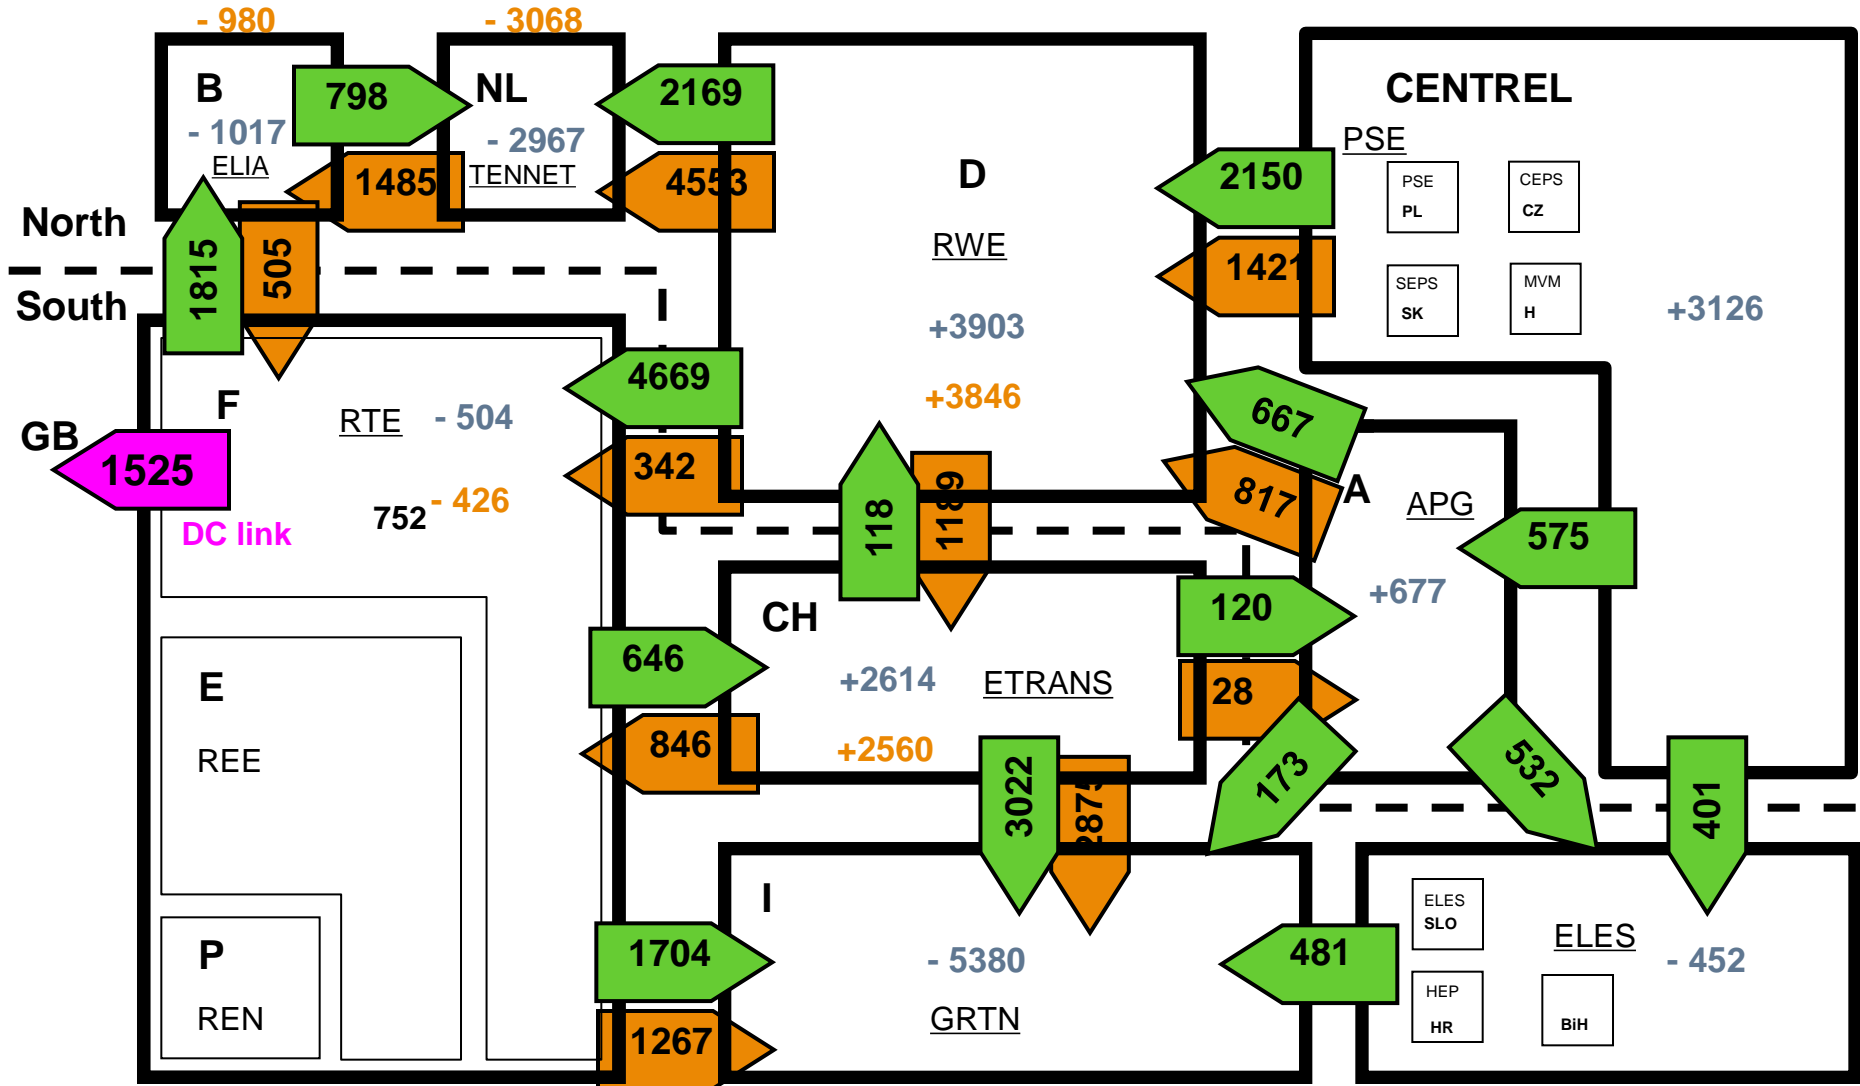 - 980
- 3068
B
798
NL
2169
CENTREL
- 1017
- 2967
PSE
ELIA
1485
TENNET
4553
D
2150
PSE
PL
CEPS
CZ
North
1815
505
RWE
1421
South
SEPS
SK
MVM
H
+3126
+3903
4669
+3846
F
RTE
- 504
667
GB
1525
342
1189
817
A
APG
752
- 426
118
DC link
575
+677
CH
120
646
+2614
ETRANS
28
E
846
+2560
REE
3022
2875
173
532
401
I
ELES
SLO
P
1704
- 5380
481
ELES
- 452
REN
GRTN
HEP
HR
BiH
1267